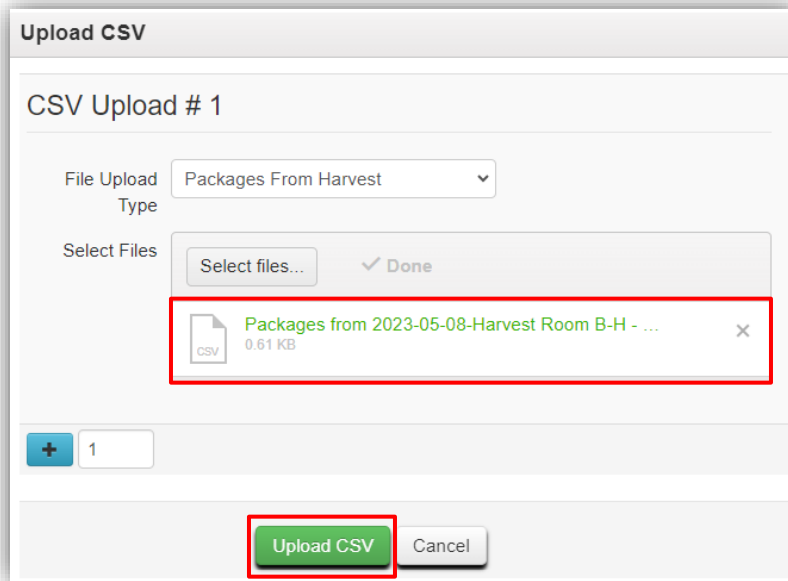 Upload CSV
CSV Upload # 1
File Upload Type
Packages From Harvest
Select Files
Select files...
Done
Packages from 2023-05-08-Harvest Room B-H - ...
CSV
0.61 KB
1
Upload CSV
Cancel